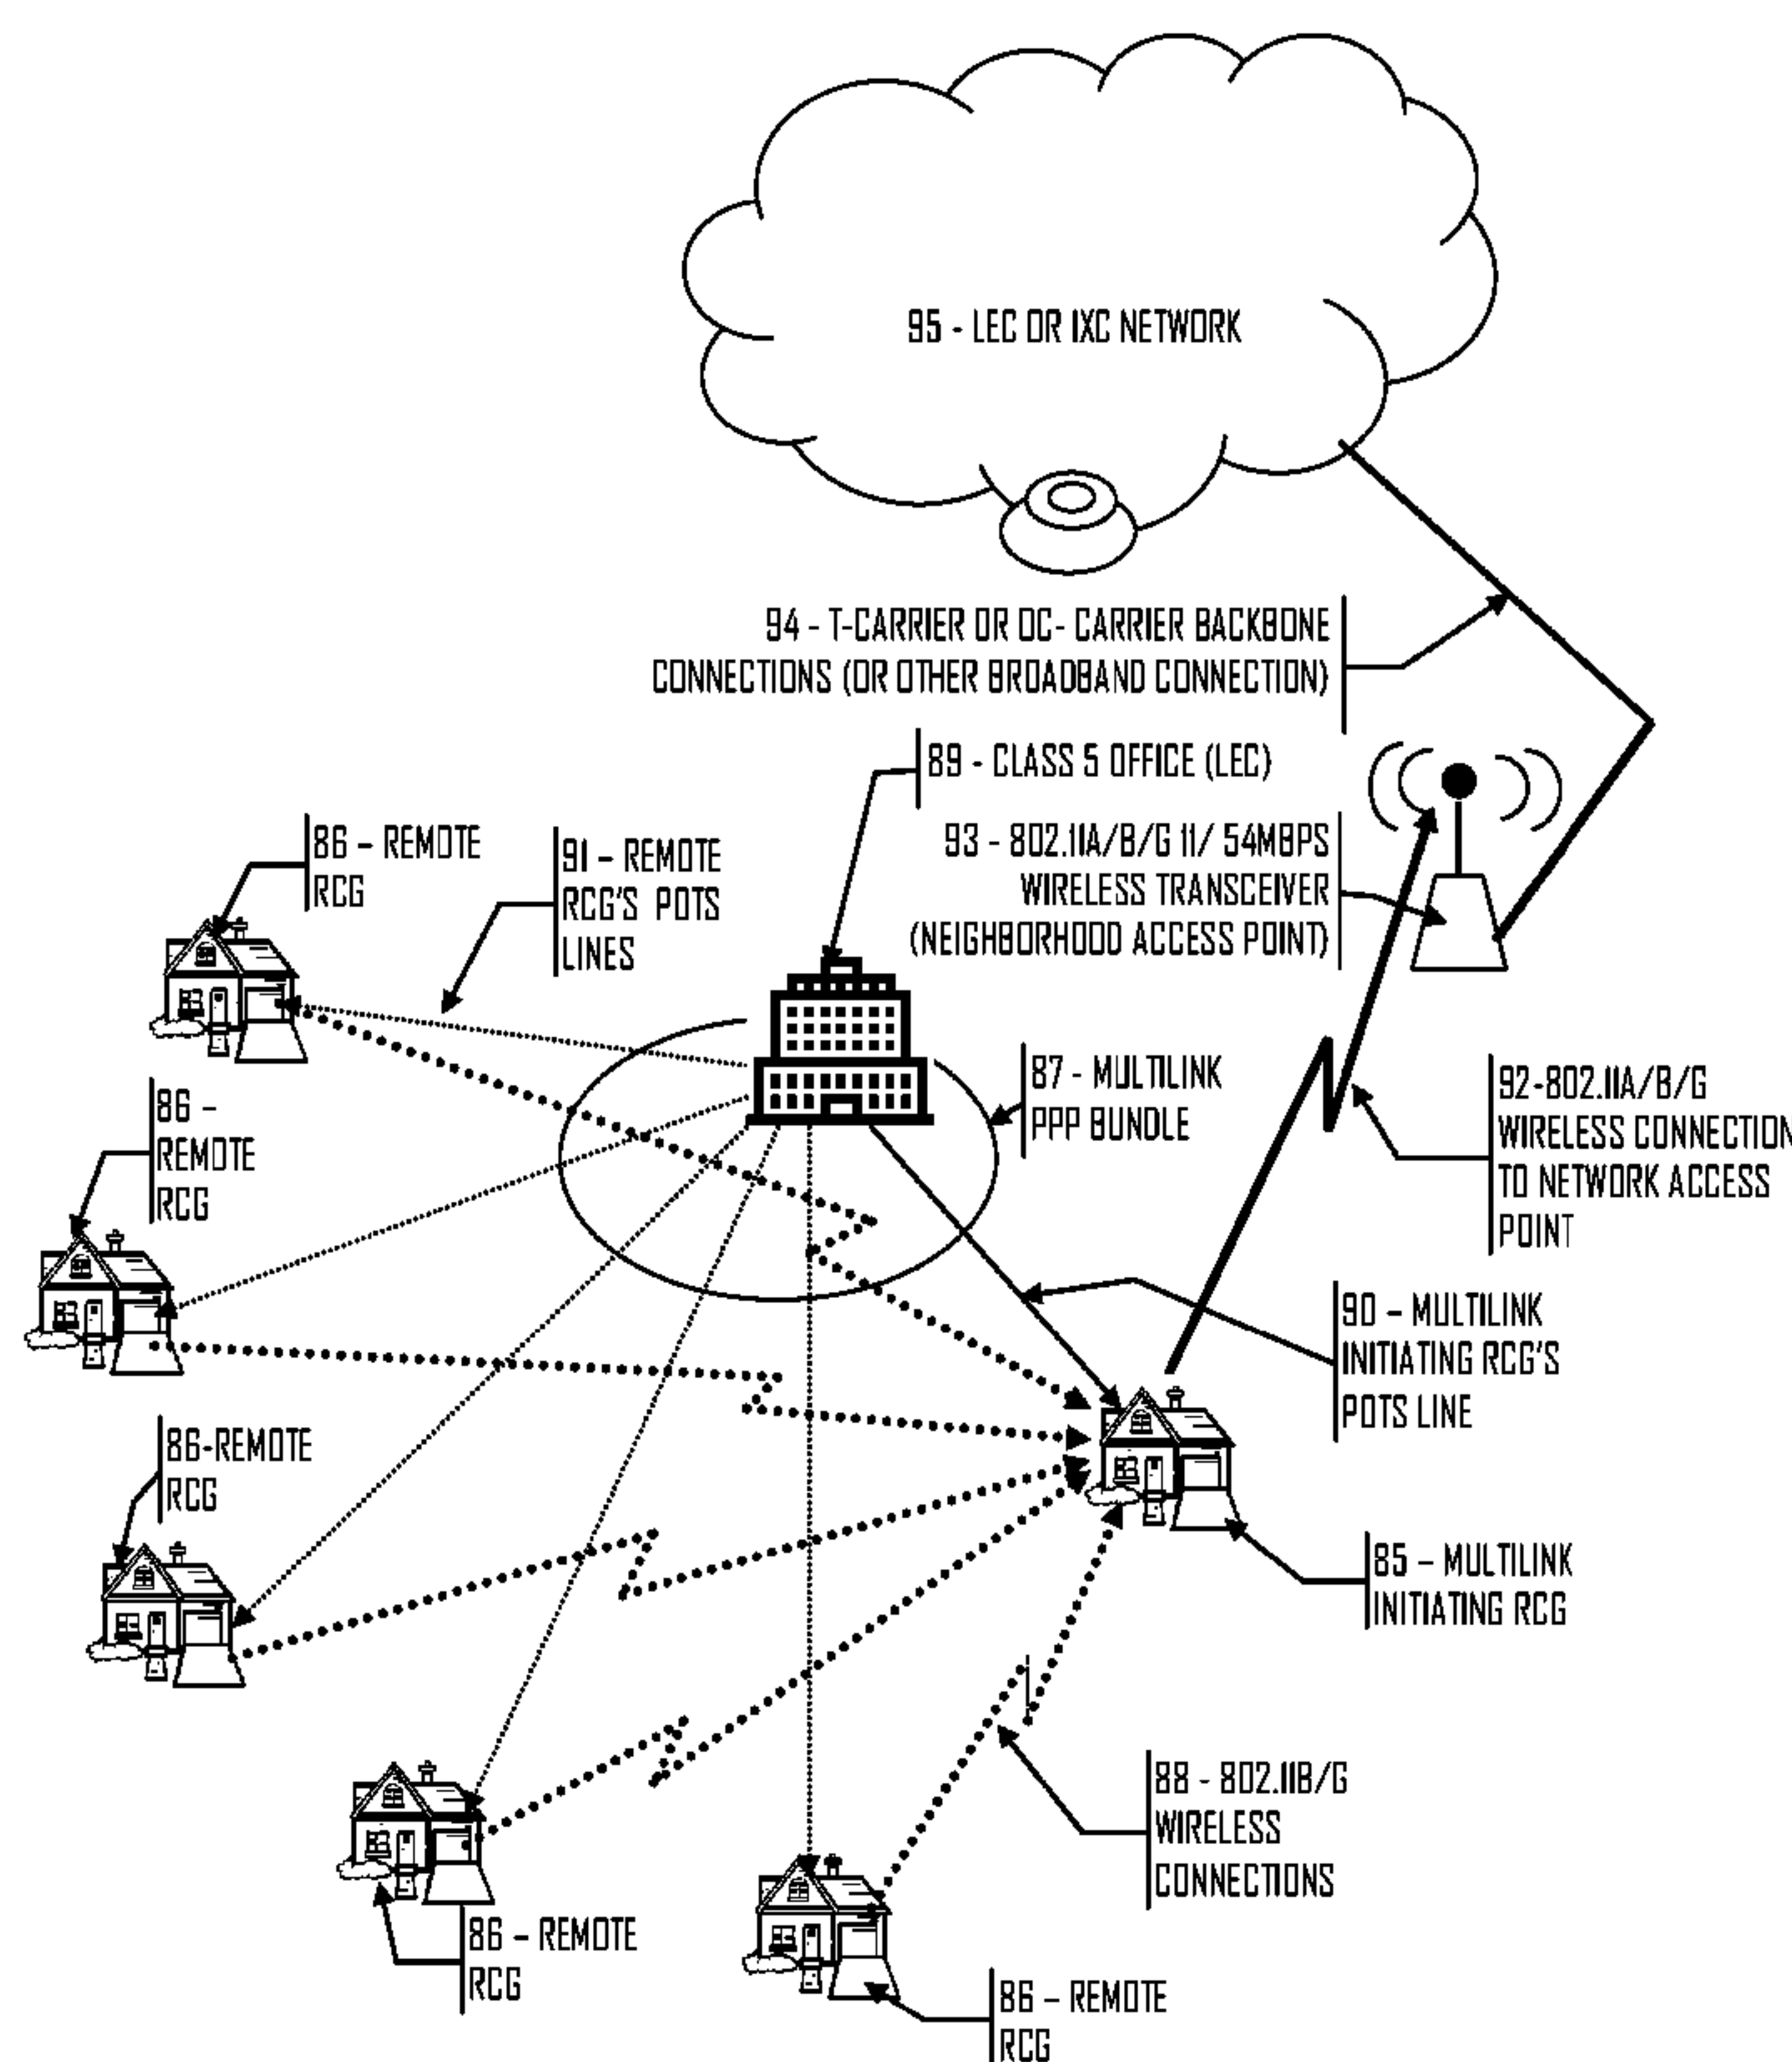 95 - LEC OR IXC NETWORK
94 - T-CARRIER OR OC- CARRIER BACKBONE
CONNECTIONS (OR OTHER BROADBAND CONNECTION)
89 - CLASS 5 OFFICE (LEC)
93 - 802.11A/B/G 11/ 54MBPS
WIRELESS TRANSCEIVER
(NEIGHBORHOOD ACCESS POINT)
86 – REMOTE
RCG
91 – REMOTE
RCG'S POTS
LINES
87 - MULTILINK
PPP BUNDLE
92-802.11A/B/G
WIRELESS CONNECTION
TO NETWORK ACCESS
POINT
86 –
REMOTE
RCG
90 – MULTILINK
INITIATING RCG'S
POTS LINE
86-REMOTE
RCG
85 – MULTILINK
INITIATING RCG
88 - 802.11B/G
WIRELESS
CONNECTIONS
86 – REMOTE
RCG
86 – REMOTE
RCG